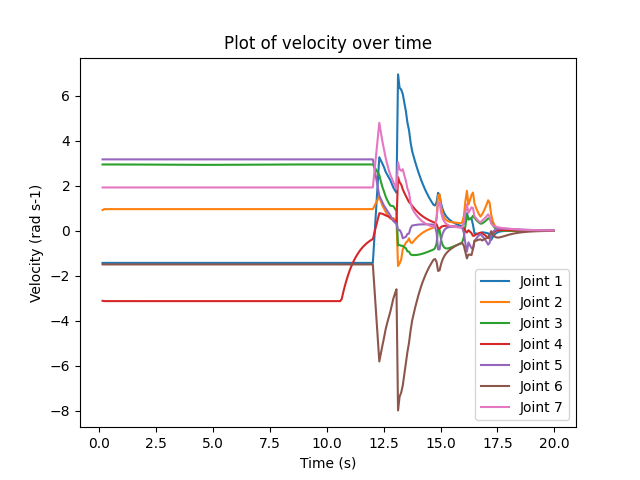 Plot of velocity over time
Velocity (rad s-1)
6
4
2
0
−2
−4
−6
−8
0.0 2.5 5.0 7.5 10.0 12.5 15.0 17.5 20.0
Time (s)
Joint 1
Joint 2
Joint 3
Joint 4
Joint 5
Joint 6
Joint 7